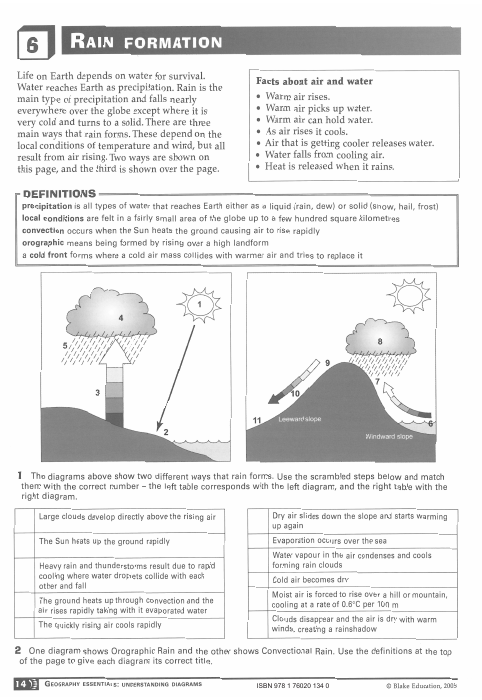 6 RAIN FORMATION
Life on Earth depends on water for survival.
Water reaches Earth as precipitation. Rain is the
main type of precipitation and falls nearly
everywhere over the globe except where it is
very cold and turns to a solid. There are three
main ways that rain forms. These depend on the
local conditions of temperature and wind, but all
result from air rising. Two ways are shown on
this page, and the third is shown over the page.
Facts about air and water
• Warm air rises.
• Warm air picks up water.
• Warm air can hold water.
• As air rises it cools.
• Air that is getting cooler releases water.
• Water falls from cooling air.
• Heat is released when it rains.
DEFINITIONS
precipitation is all types of water that reaches Earth either as a liquid (rain, dew) or solid (snow, hail, frost)
local conditions are felt in a fairly small area of the globe up to a few hundred square kilometres
convection occurs when the Sun heats the ground causing air to rise rapidly
orographic means being formed by rising over a high landform
a cold front forms where a cold air mass collides with warmer air and tries to replace it
1
4
5
3
2
8
9
7
10
11
6
Leeward slope
Windward slope
1 The diagrams above show two different ways that rain forms. Use the scrambled steps below and match
them with the correct number – the left table corresponds with the left diagram, and the right table with the
right diagram.
Large clouds develop directly above the rising air
The Sun heats up the ground rapidly
Heavy rain and thunderstorms result due to rapid
cooling where water droplets collide with each
other and fall
The ground heats up through convection and the
air rises rapidly taking with it evaporated water
The quickly rising air cools rapidly
Dry air slides down the slope and starts warming
up again
Evaporation occurs over the sea
Water vapour in the air condenses and cools
forming rain clouds
Cold air becomes dry
Moist air is forced to rise over a hill or mountain,
cooling at a rate of 0.6°C per 100 m
Clouds disappear and the air is dry with warm
winds, creating a rainshadow
2 One diagram shows Orographic Rain and the other shows Convectional Rain. Use the definitions at the top
of the page to give each diagram its correct title.
14 GEOGRAPHY ESSENTIALS: UNDERSTANDING DIAGRAMS
ISBN 978 1 76020 134 0
© Blake Education, 2005